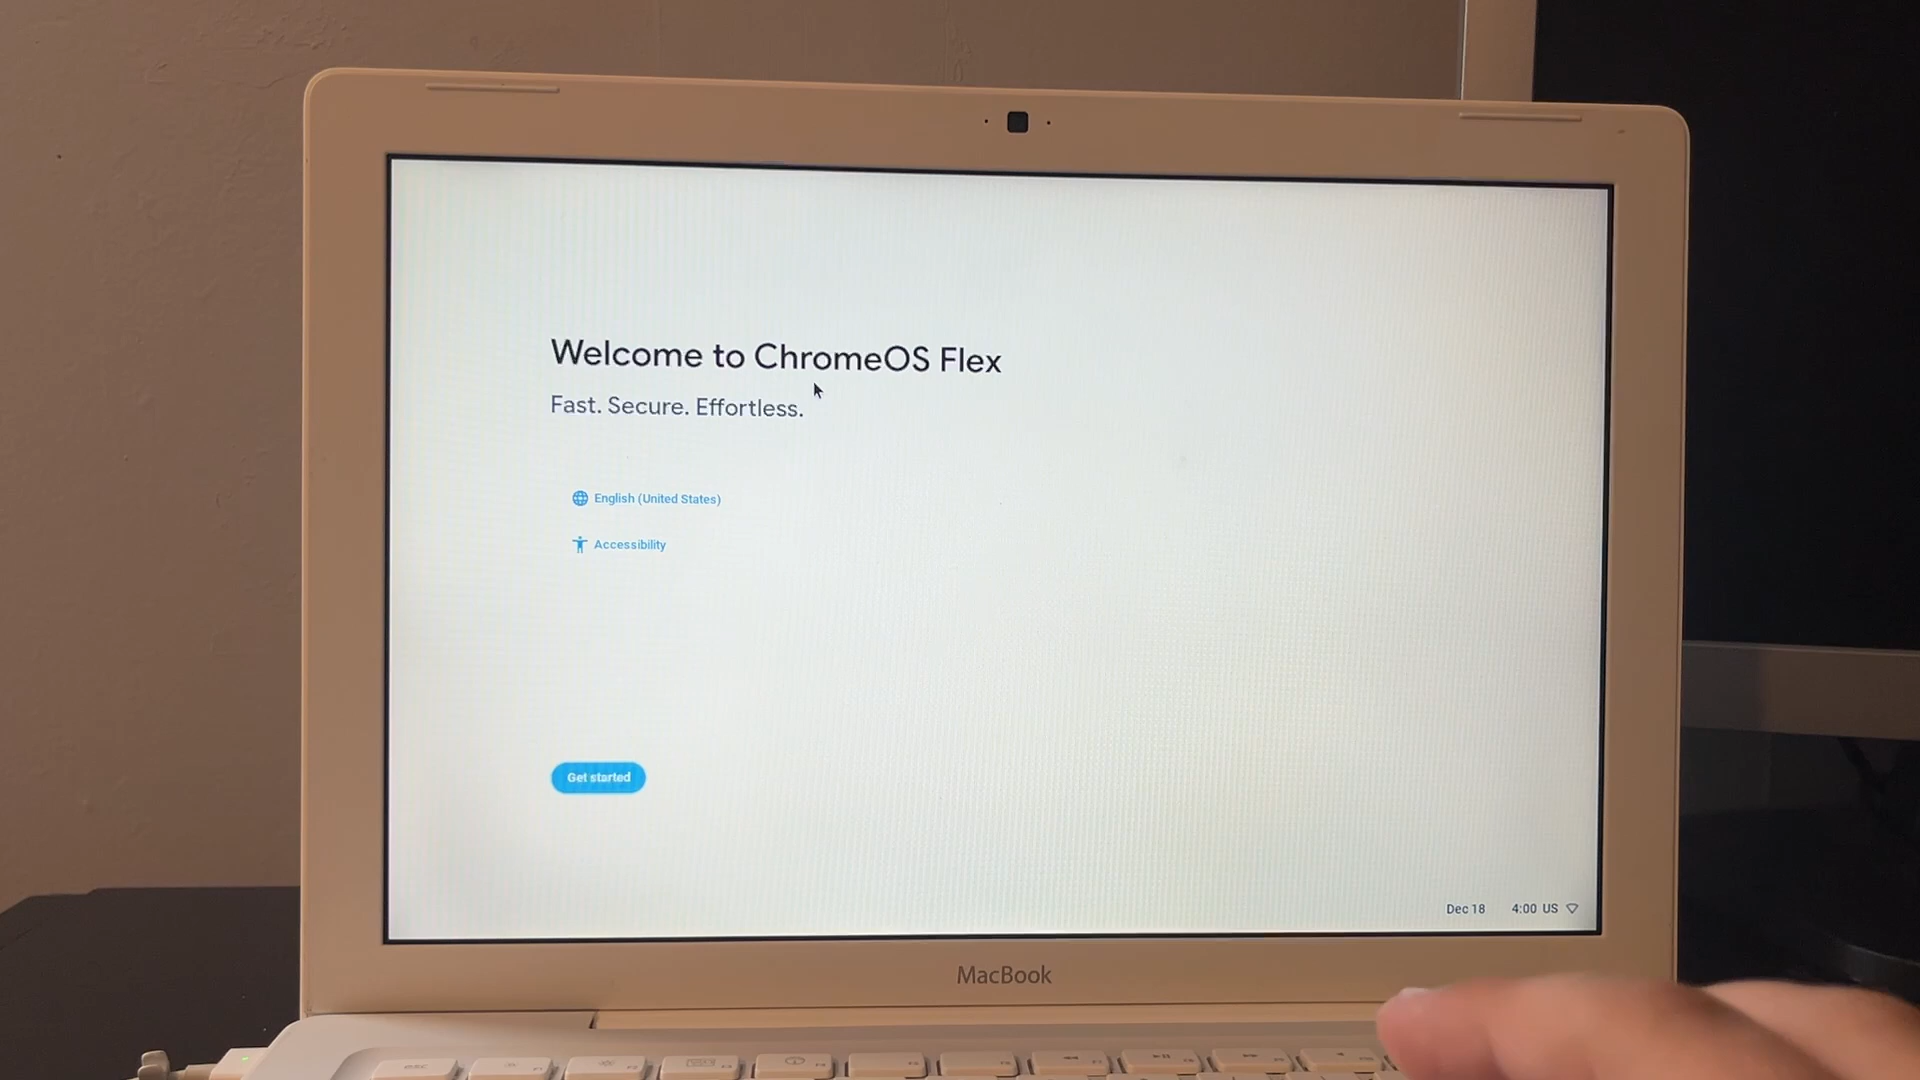 Welcome to ChromeOS Flex
Fast. Secure. Effortless.
English (United States)
Accessibility
Get started
Dec 18 4:00 US
MacBook
esc